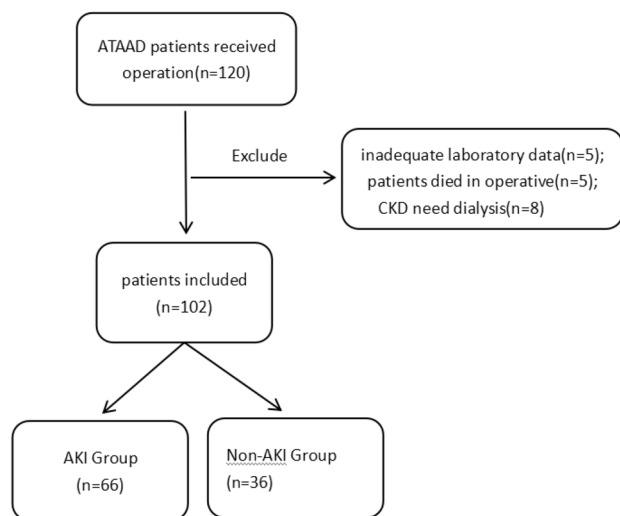 ATAAD patients received
operation(n=120)
Exclude
inadequate laboratory data(n=5);
patients died in operative(n=5);
CKD need dialysis(n=8)
patients included
(n=102)
AKI Group
(n=66)
Non-AKI Group
(n=36)